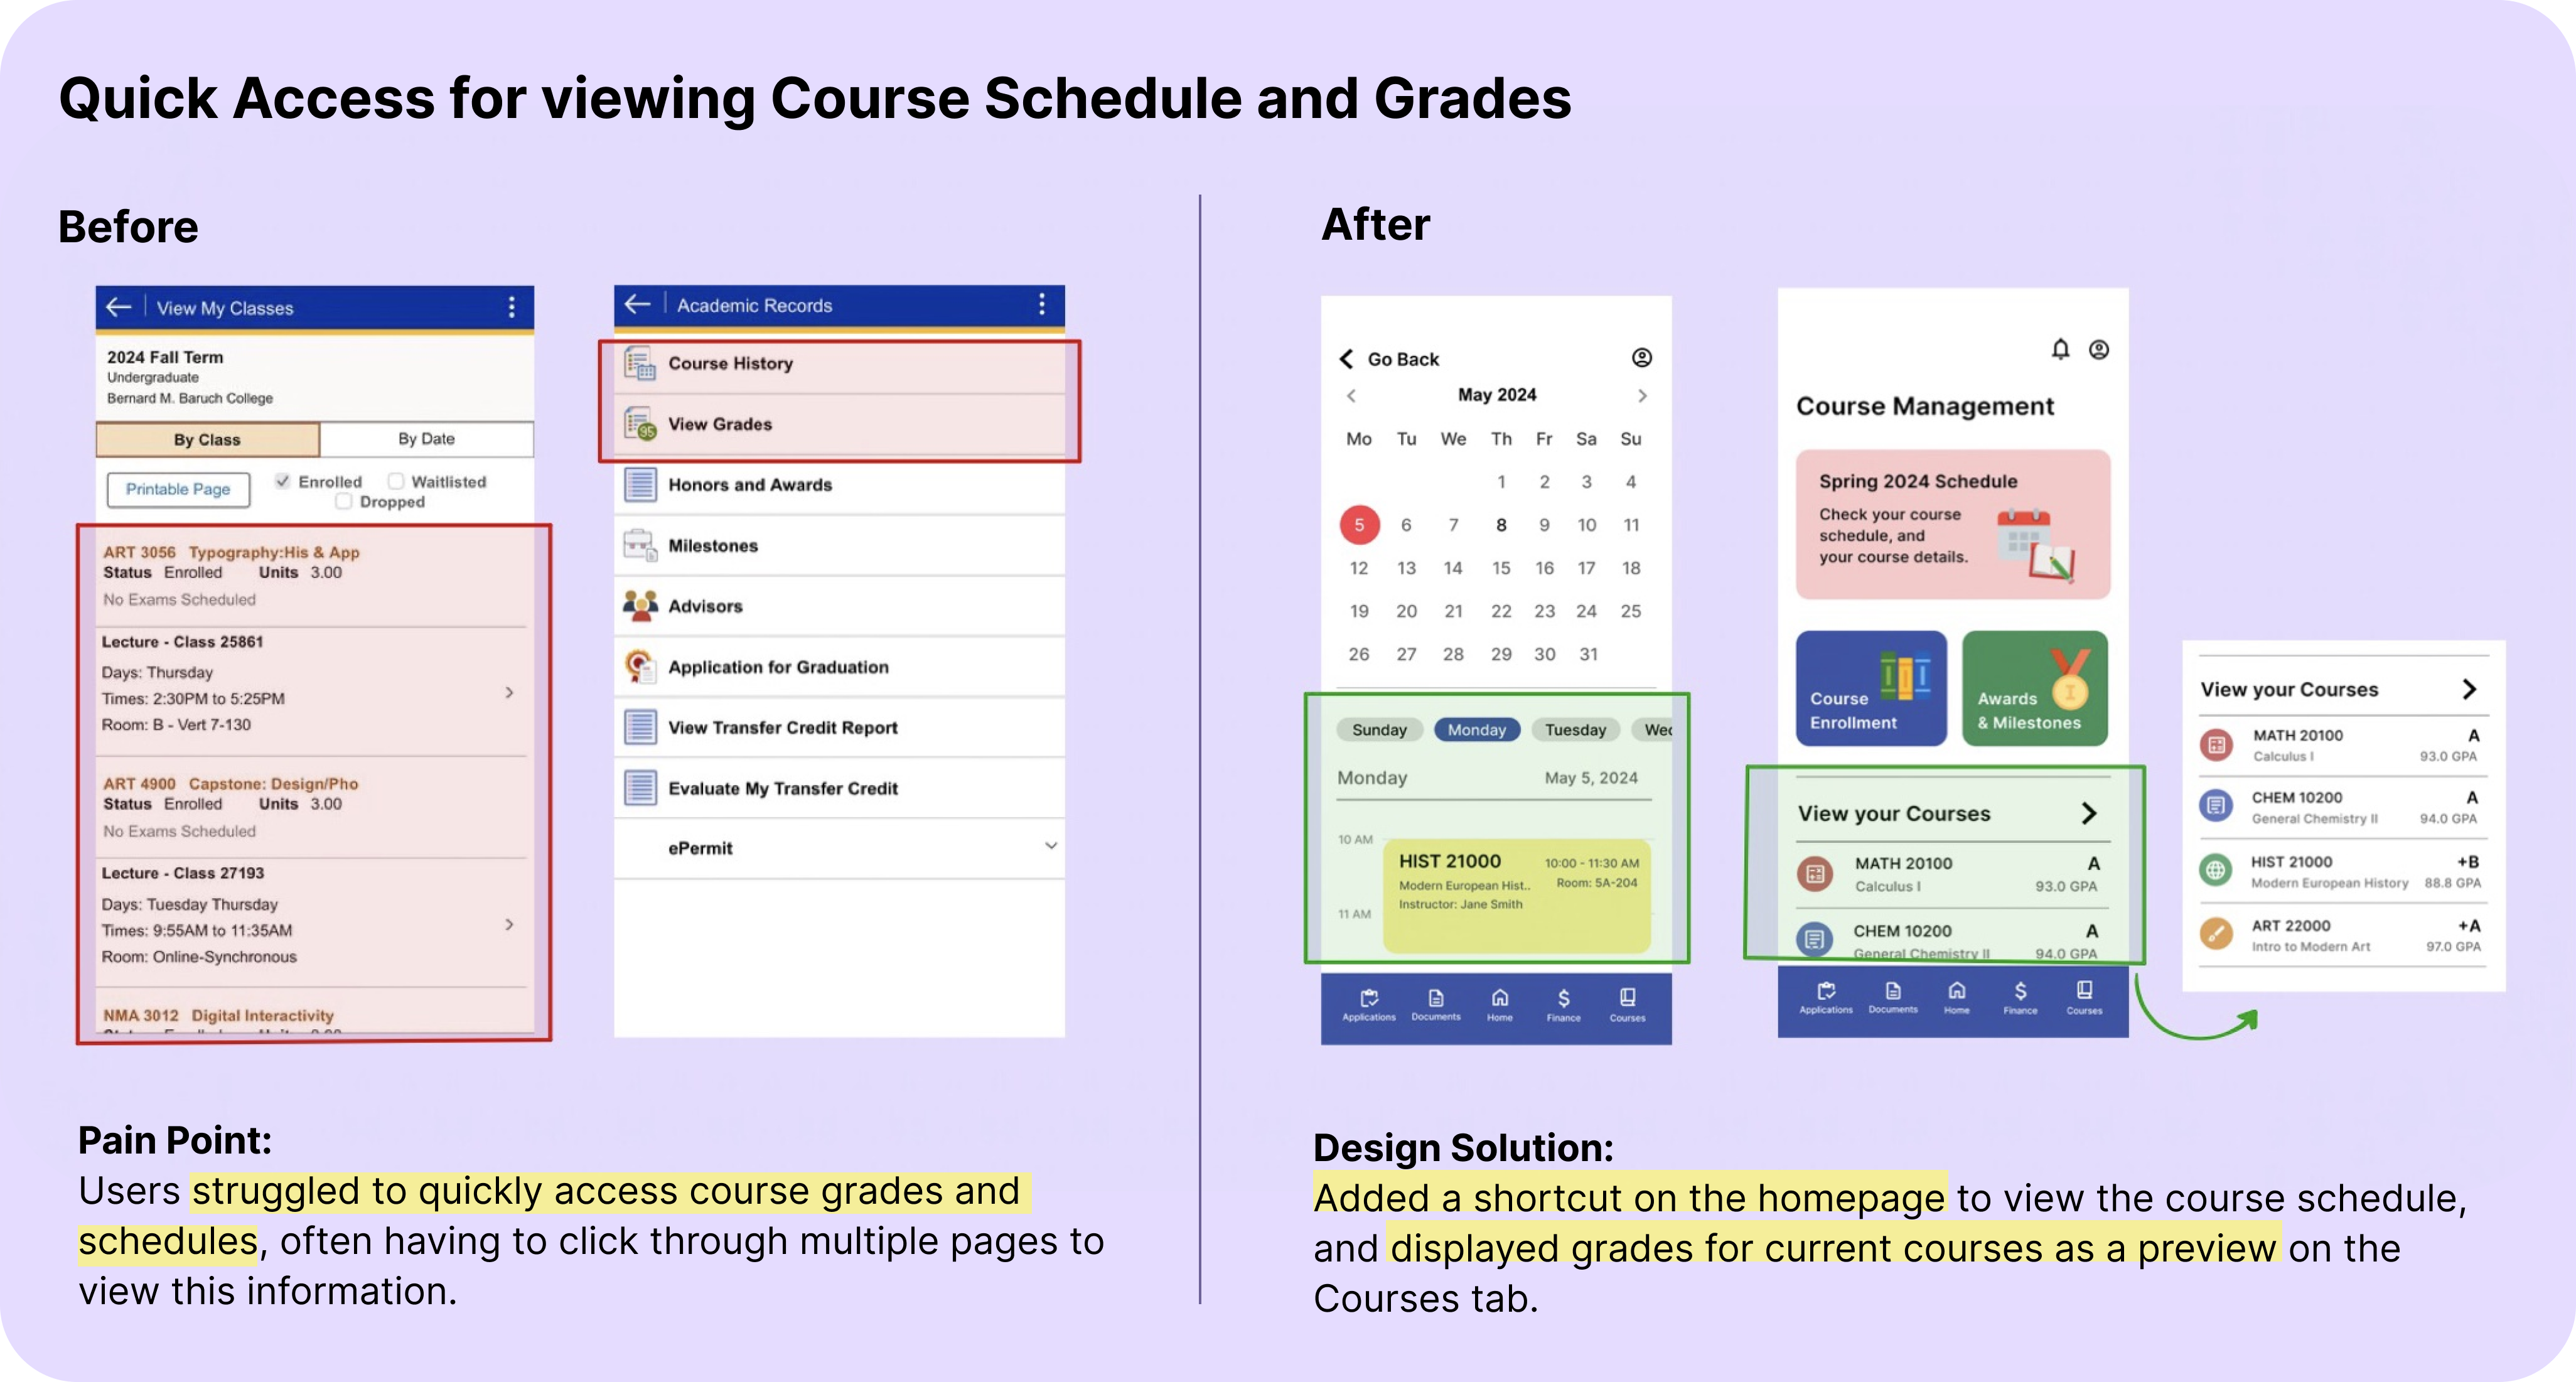 Quick Access for viewing Course Schedule and Grades
Before
View My Classes
2024 Fall Term
Undergraduate
Bernard M. Baruch College
By Class
By Date
Printable Page
Enrolled
Waitlisted
Dropped
ART 3056 Typography:His & App
Status Enrolled Units 3.00
No Exams Scheduled
Lecture - Class 25861
Days: Thursday
Times: 2:30PM to 5:25PM
Room: B - Vert 7-130
ART 4900 Capstone: Design/Pho
Status Enrolled Units 3.00
No Exams Scheduled
Lecture - Class 27193
Days: Tuesday Thursday
Times: 9:55AM to 11:35AM
Room: Online-Synchronous
NMA 3012 Digital Interactivity
Academic Records
Course History
95
View Grades
Honors and Awards
Milestones
Advisors
Application for Graduation
View Transfer Credit Report
Evaluate My Transfer Credit
ePermit
Pain Point:
Users struggled to quickly access course grades and
schedules, often having to click through multiple pages to
view this information.
After
Go Back
May 2024
Mo Tu We Th Fr Sa Su
1 2 3 4
5 6 7 8 9 10 11
12 13 14 15 16 17 18
19 20 21 22 23 24 25
26 27 28 29 30 31
Sunday Monday Tuesday Wed
Monday May 5, 2024
10 AM
HIST 21000 10:00 - 11:30 AM
Modern European Hist.. Room: 5A-204
Instructor: Jane Smith
11 AM
Applications Documents Home Finance Courses
Course Management
Spring 2024 Schedule
Check your course
schedule, and
your course details.
Course
Enrollment
Awards
& Milestones
View your Courses
MATH 20100 A
Calculus I 93.0 GPA
CHEM 10200 A
General Chemistry II 94.0 GPA
Applications Documents Home Finance Courses
View your Courses
MATH 20100 A
Calculus I 93.0 GPA
CHEM 10200 A
General Chemistry II 94.0 GPA
HIST 21000 +B
Modern European History 88.8 GPA
ART 22000 +A
Intro to Modern Art 97.0 GPA
Design Solution:
Added a shortcut on the homepage to view the course schedule,
and displayed grades for current courses as a preview on the
Courses tab.